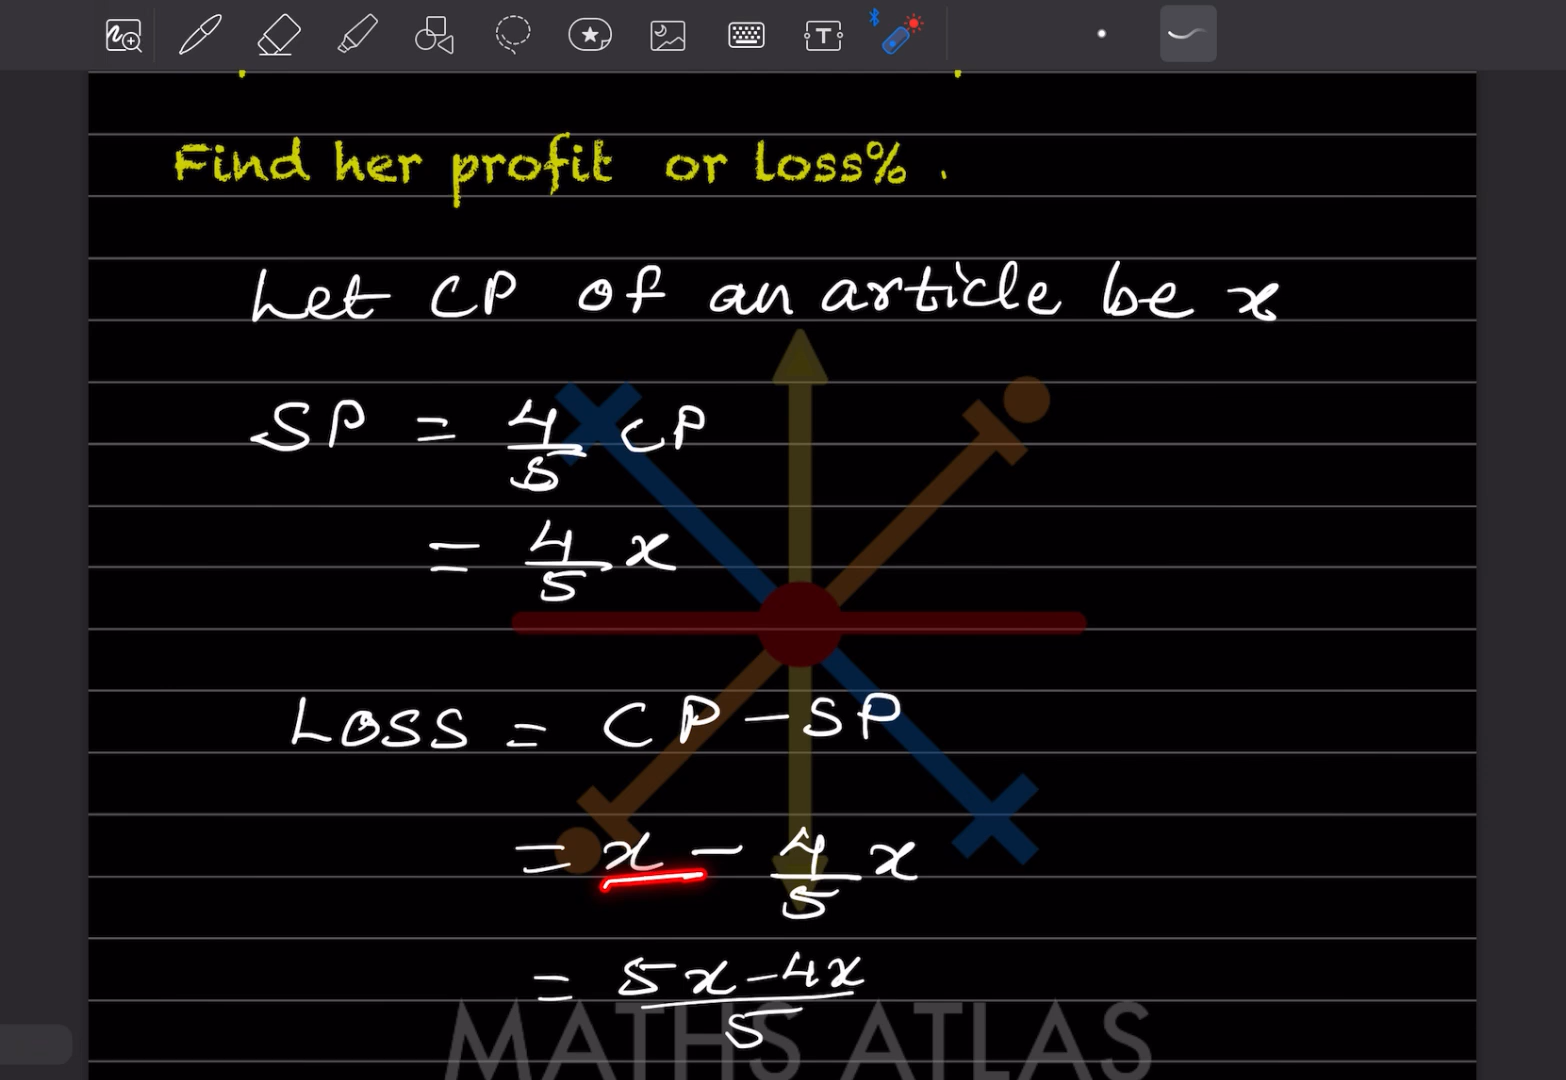 Find her profit or loss%.
Let CP of an article be x
SP = 4/5 CP
= 4/5 x
LOSS = CP - SP
= x - 4/5 x
= 5x-4x/5
MATHS ATLAS